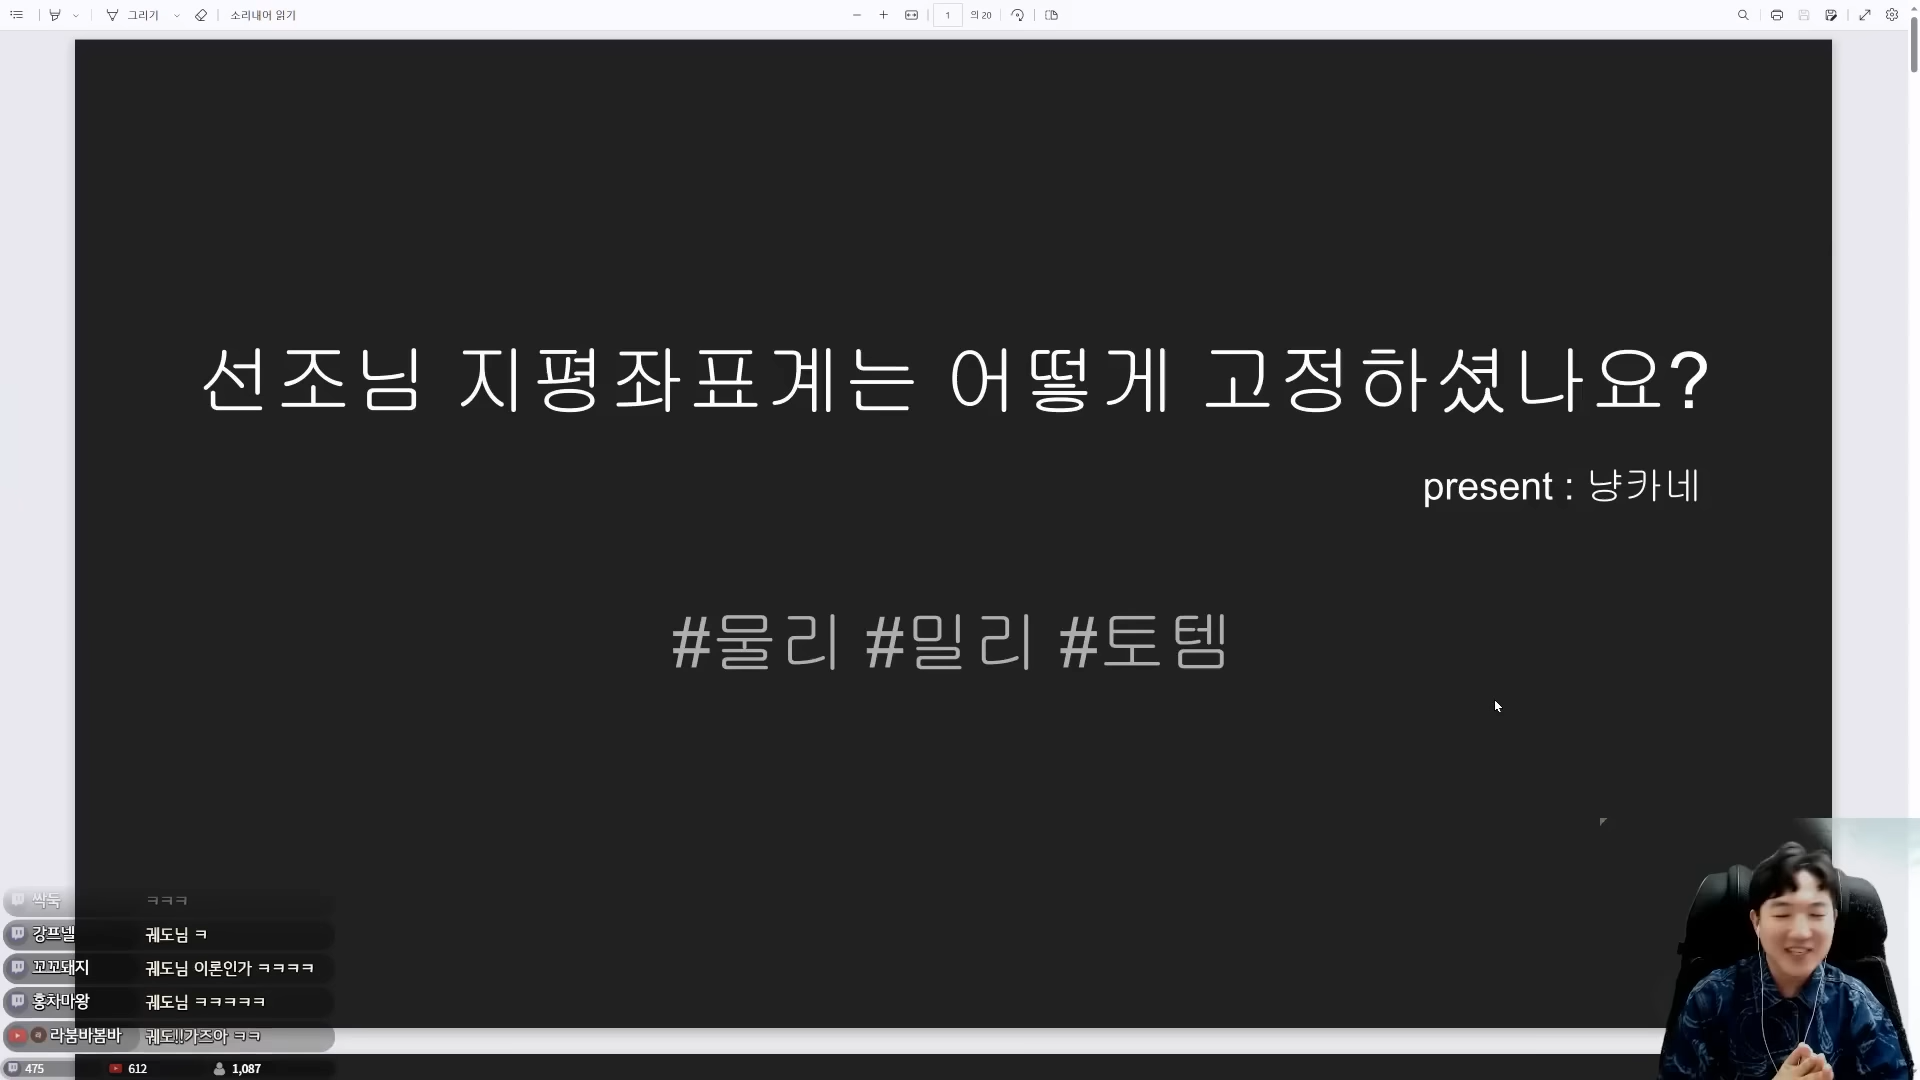 그리기 소리내어 읽기 1 의 20
선조님 지평좌표계는 어떻게 고정하셨나요?
present : 냥카네
#물리 #밀리 #토템
싹둑 ㅋㅋㅋ
강프넬 궤도님 ㅋ
꼬꼬돼지 궤도님 이론인가 ㅋㅋㅋㅋ
홍차마왕 궤도님 ㅋㅋㅋㅋㅋ
라붐바봄바 궤도!!가즈아 ㅋㅋ
475 612 1,087